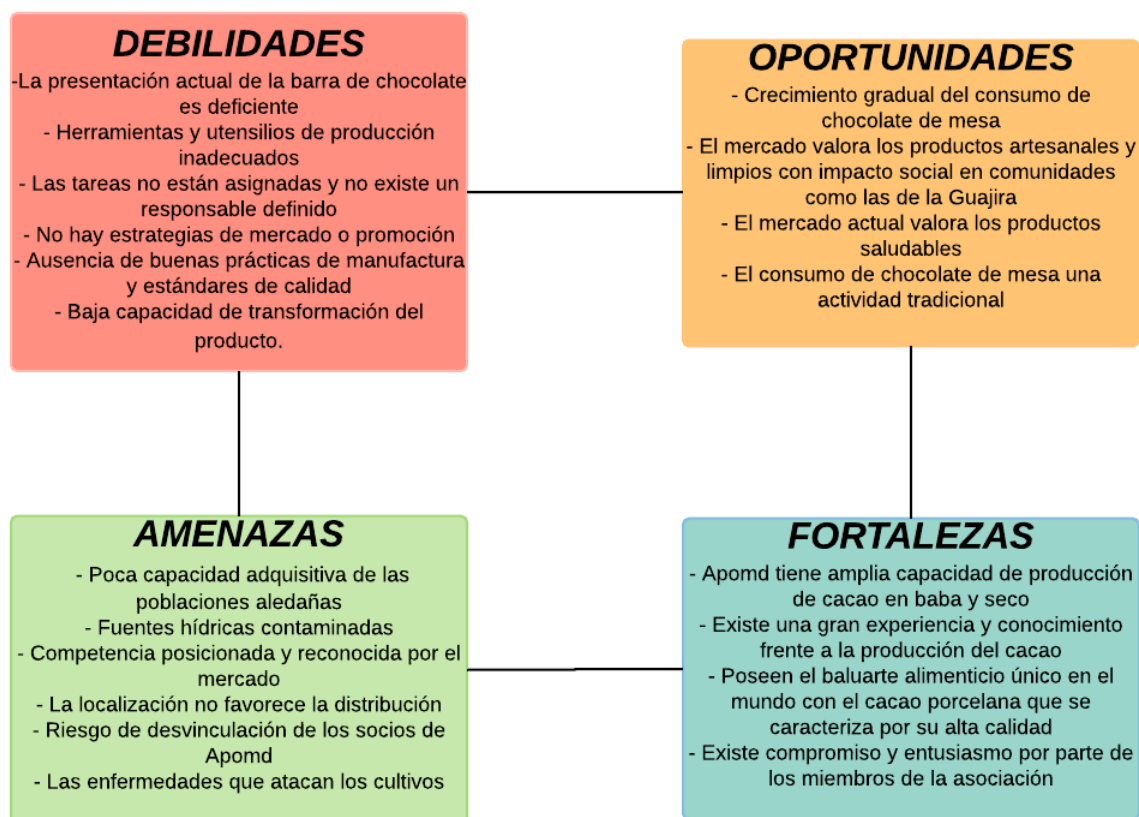 DEBILIDADES
-La presentación actual de la barra de chocolate
es deficiente
- Herramientas y utensilios de producción
inadecuados
- Las tareas no están asignadas y no existe un
responsable definido
- No hay estrategias de mercado o promoción
- Ausencia de buenas prácticas de manufactura
y estándares de calidad
- Baja capacidad de transformación del
producto.
OPORTUNIDADES
- Crecimiento gradual del consumo de
chocolate de mesa
- El mercado valora los productos artesanales y
limpios con impacto social en comunidades
como las de la Guajira
- El mercado actual valora los productos
saludables
- El consumo de chocolate de mesa una
actividad tradicional
AMENAZAS
- Poca capacidad adquisitiva de las
poblaciones aledañas
- Fuentes hídricas contaminadas
- Competencia posicionada y reconocida por el
mercado
- La localización no favorece la distribución
- Riesgo de desvinculación de los socios de
Apomd
- Las enfermedades que atacan los cultivos
FORTALEZAS
- Apomd tiene amplia capacidad de producción
de cacao en baba y seco
- Existe una gran experiencia y conocimiento
frente a la producción del cacao
- Poseen el baluarte alimenticio único en el
mundo con el cacao porcelana que se
caracteriza por su alta calidad
- Existe compromiso y entusiasmo por parte de
los miembros de la asociación